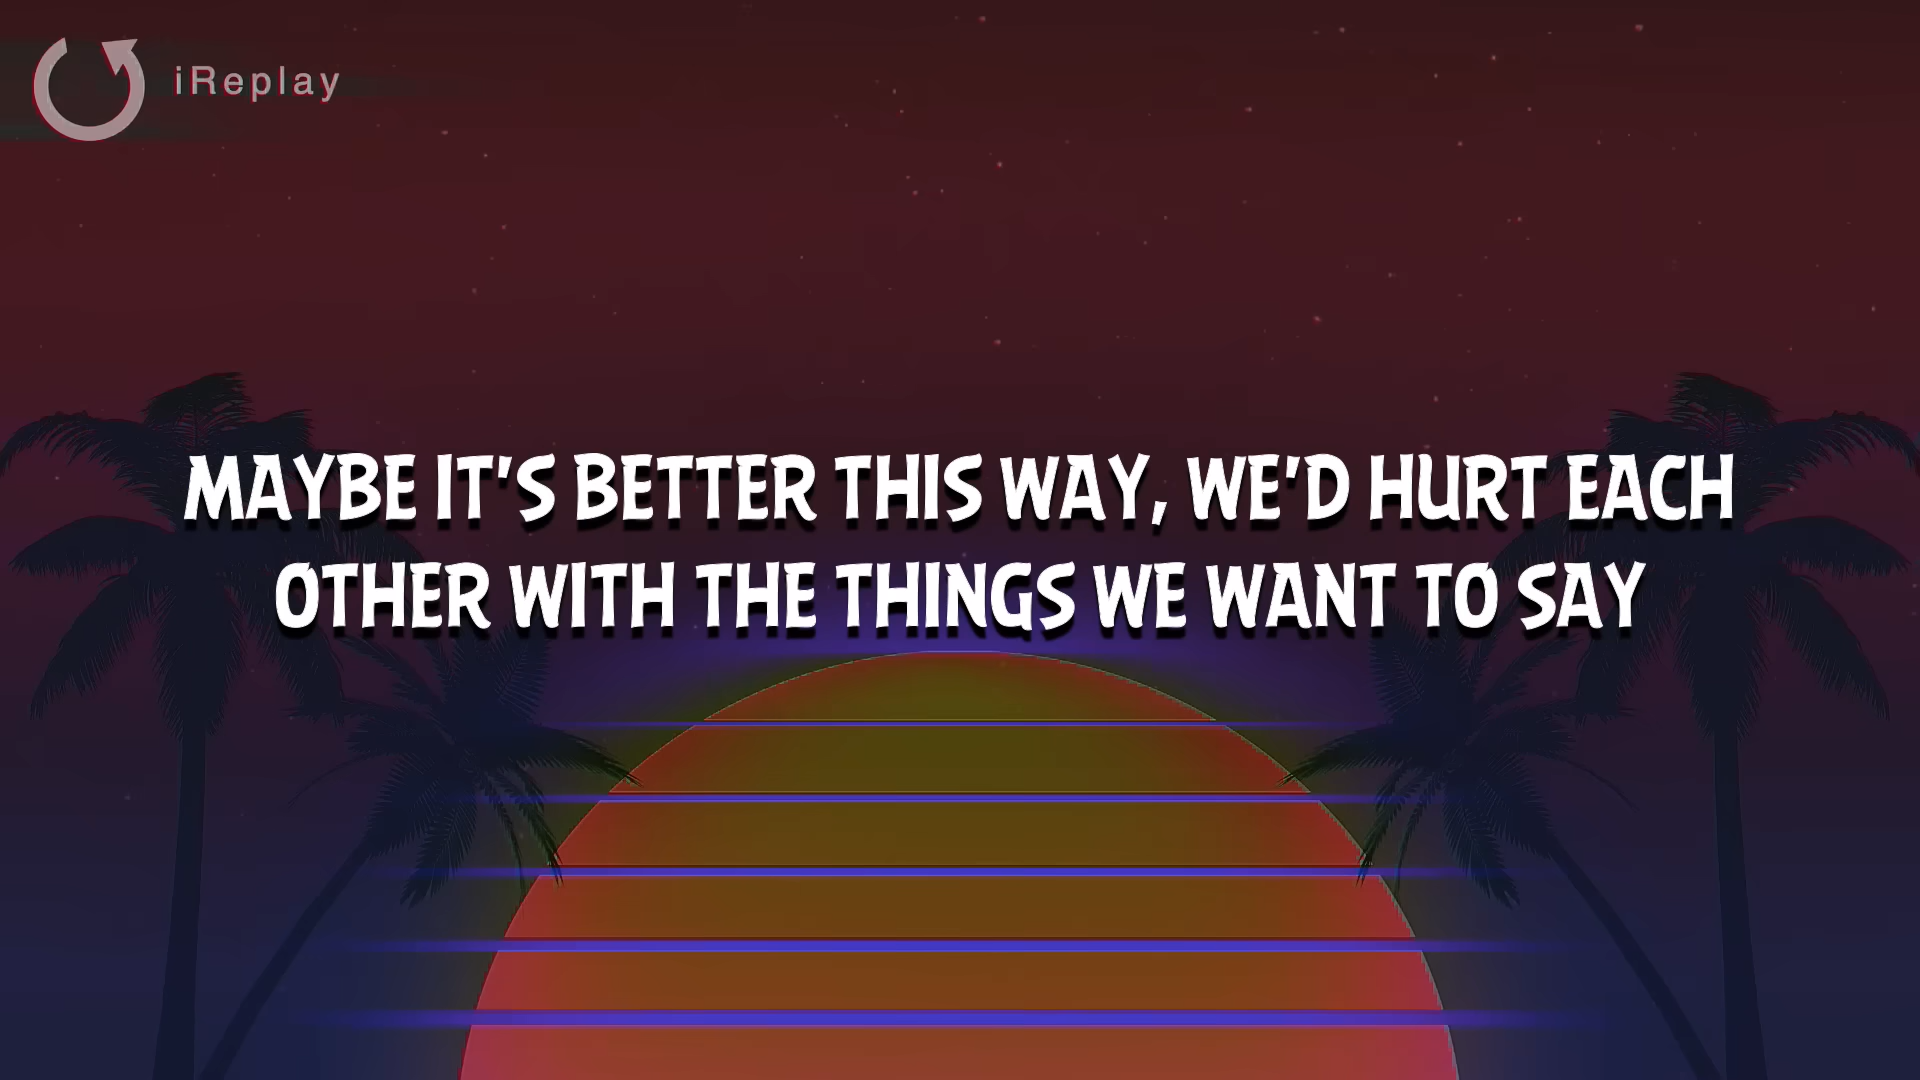 iReplay
MAYBE IT'S BETTER THIS WAY, WE'D HURT EACH
OTHER WITH THE THINGS WE WANT TO SAY